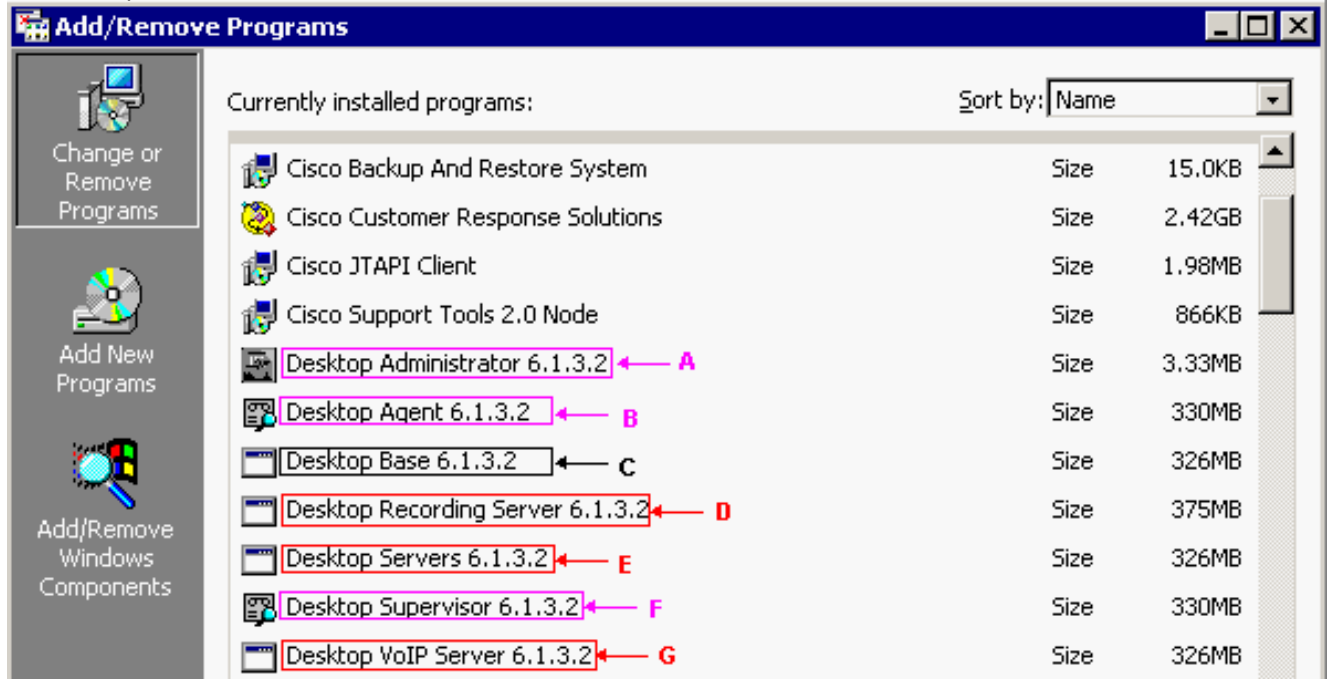 Add/Remove Programs
Change or
Remove
Programs
Add New
Programs
Add/Remove
Windows
Components
Currently installed programs:
Sort by: Name
Cisco Backup And Restore System Size 15.0KB
Cisco Customer Response Solutions Size 2.42GB
Cisco JTAPI Client Size 1.98MB
Cisco Support Tools 2.0 Node Size 866KB
Desktop Administrator 6.1.3.2 A Size 3.33MB
Desktop Agent 6.1.3.2 B Size 330MB
Desktop Base 6.1.3.2 C Size 326MB
Desktop Recording Server 6.1.3.2 D Size 375MB
Desktop Servers 6.1.3.2 E Size 326MB
Desktop Supervisor 6.1.3.2 F Size 330MB
Desktop VoIP Server 6.1.3.2 G Size 326MB